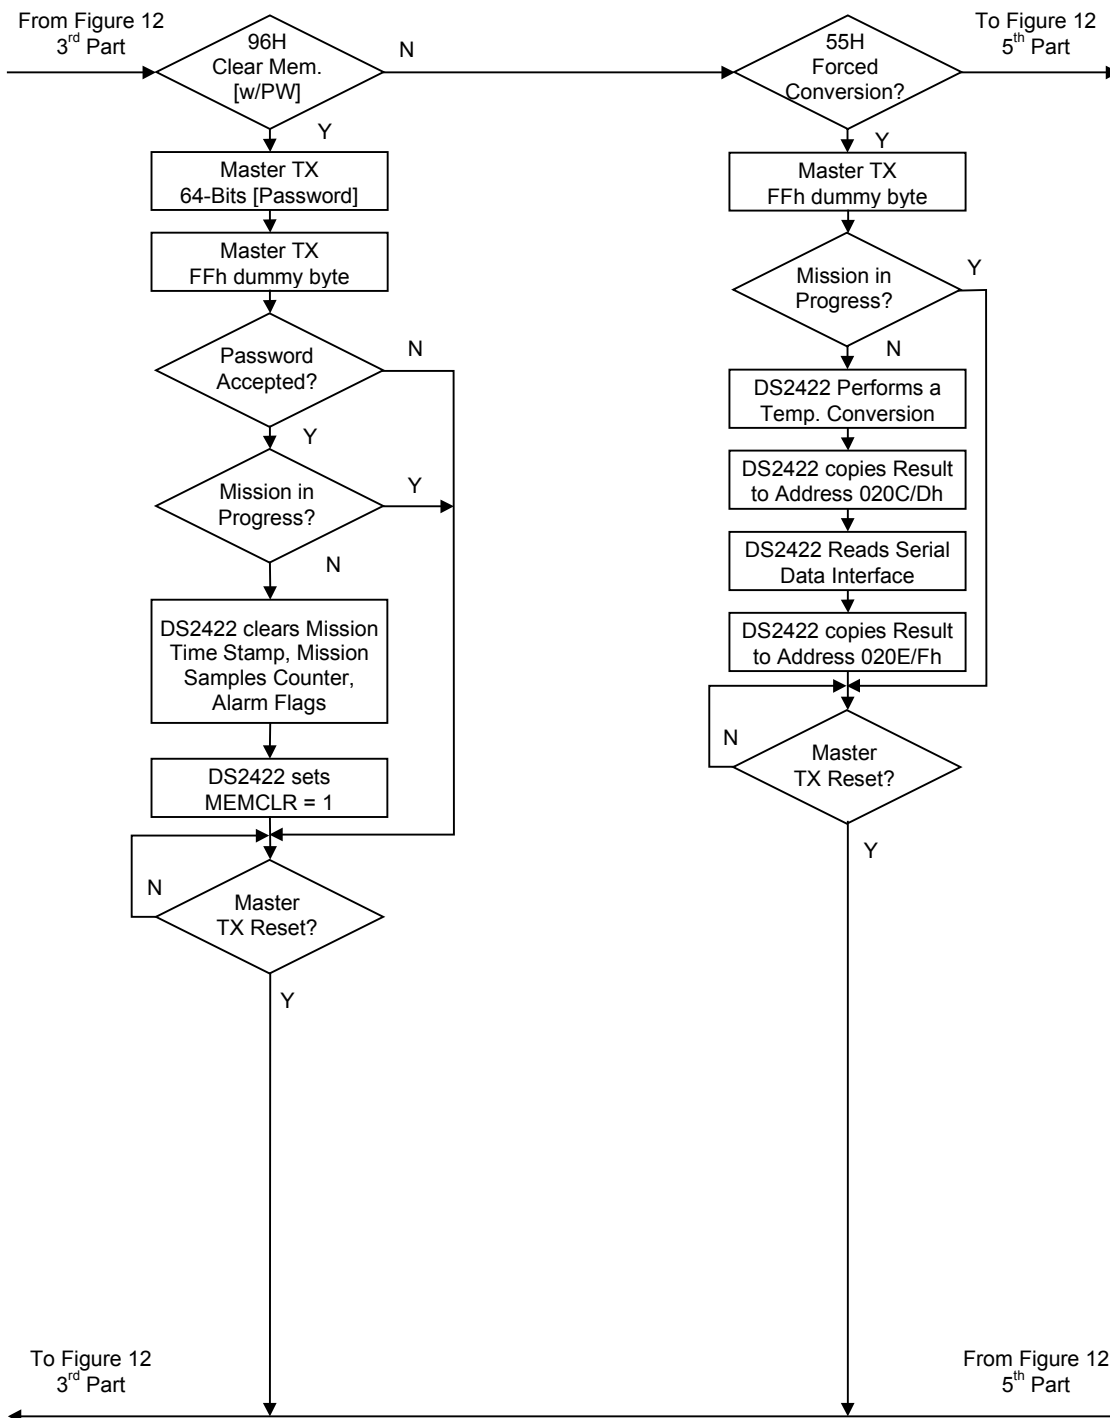 From Figure 12
3rd Part
96H
Clear Mem.
[w/PW]
N
55H
Forced
Conversion?
To Figure 12
5th Part
Y
Master TX
64-Bits [Password]
Master TX
FFh dummy byte
Password
Accepted?
N
Y
Mission in
Progress?
Y
N
DS2422 clears Mission
Time Stamp, Mission
Samples Counter,
Alarm Flags
DS2422 sets
MEMCLR = 1
N
Master
TX Reset?
Y
Y
Master TX
FFh dummy byte
Mission in
Progress?
Y
N
DS2422 Performs a
Temp. Conversion
DS2422 copies Result
to Address 020C/Dh
DS2422 Reads Serial
Data Interface
DS2422 copies Result
to Address 020E/Fh
N
Master
TX Reset?
Y
To Figure 12
3rd Part
From Figure 12
5th Part